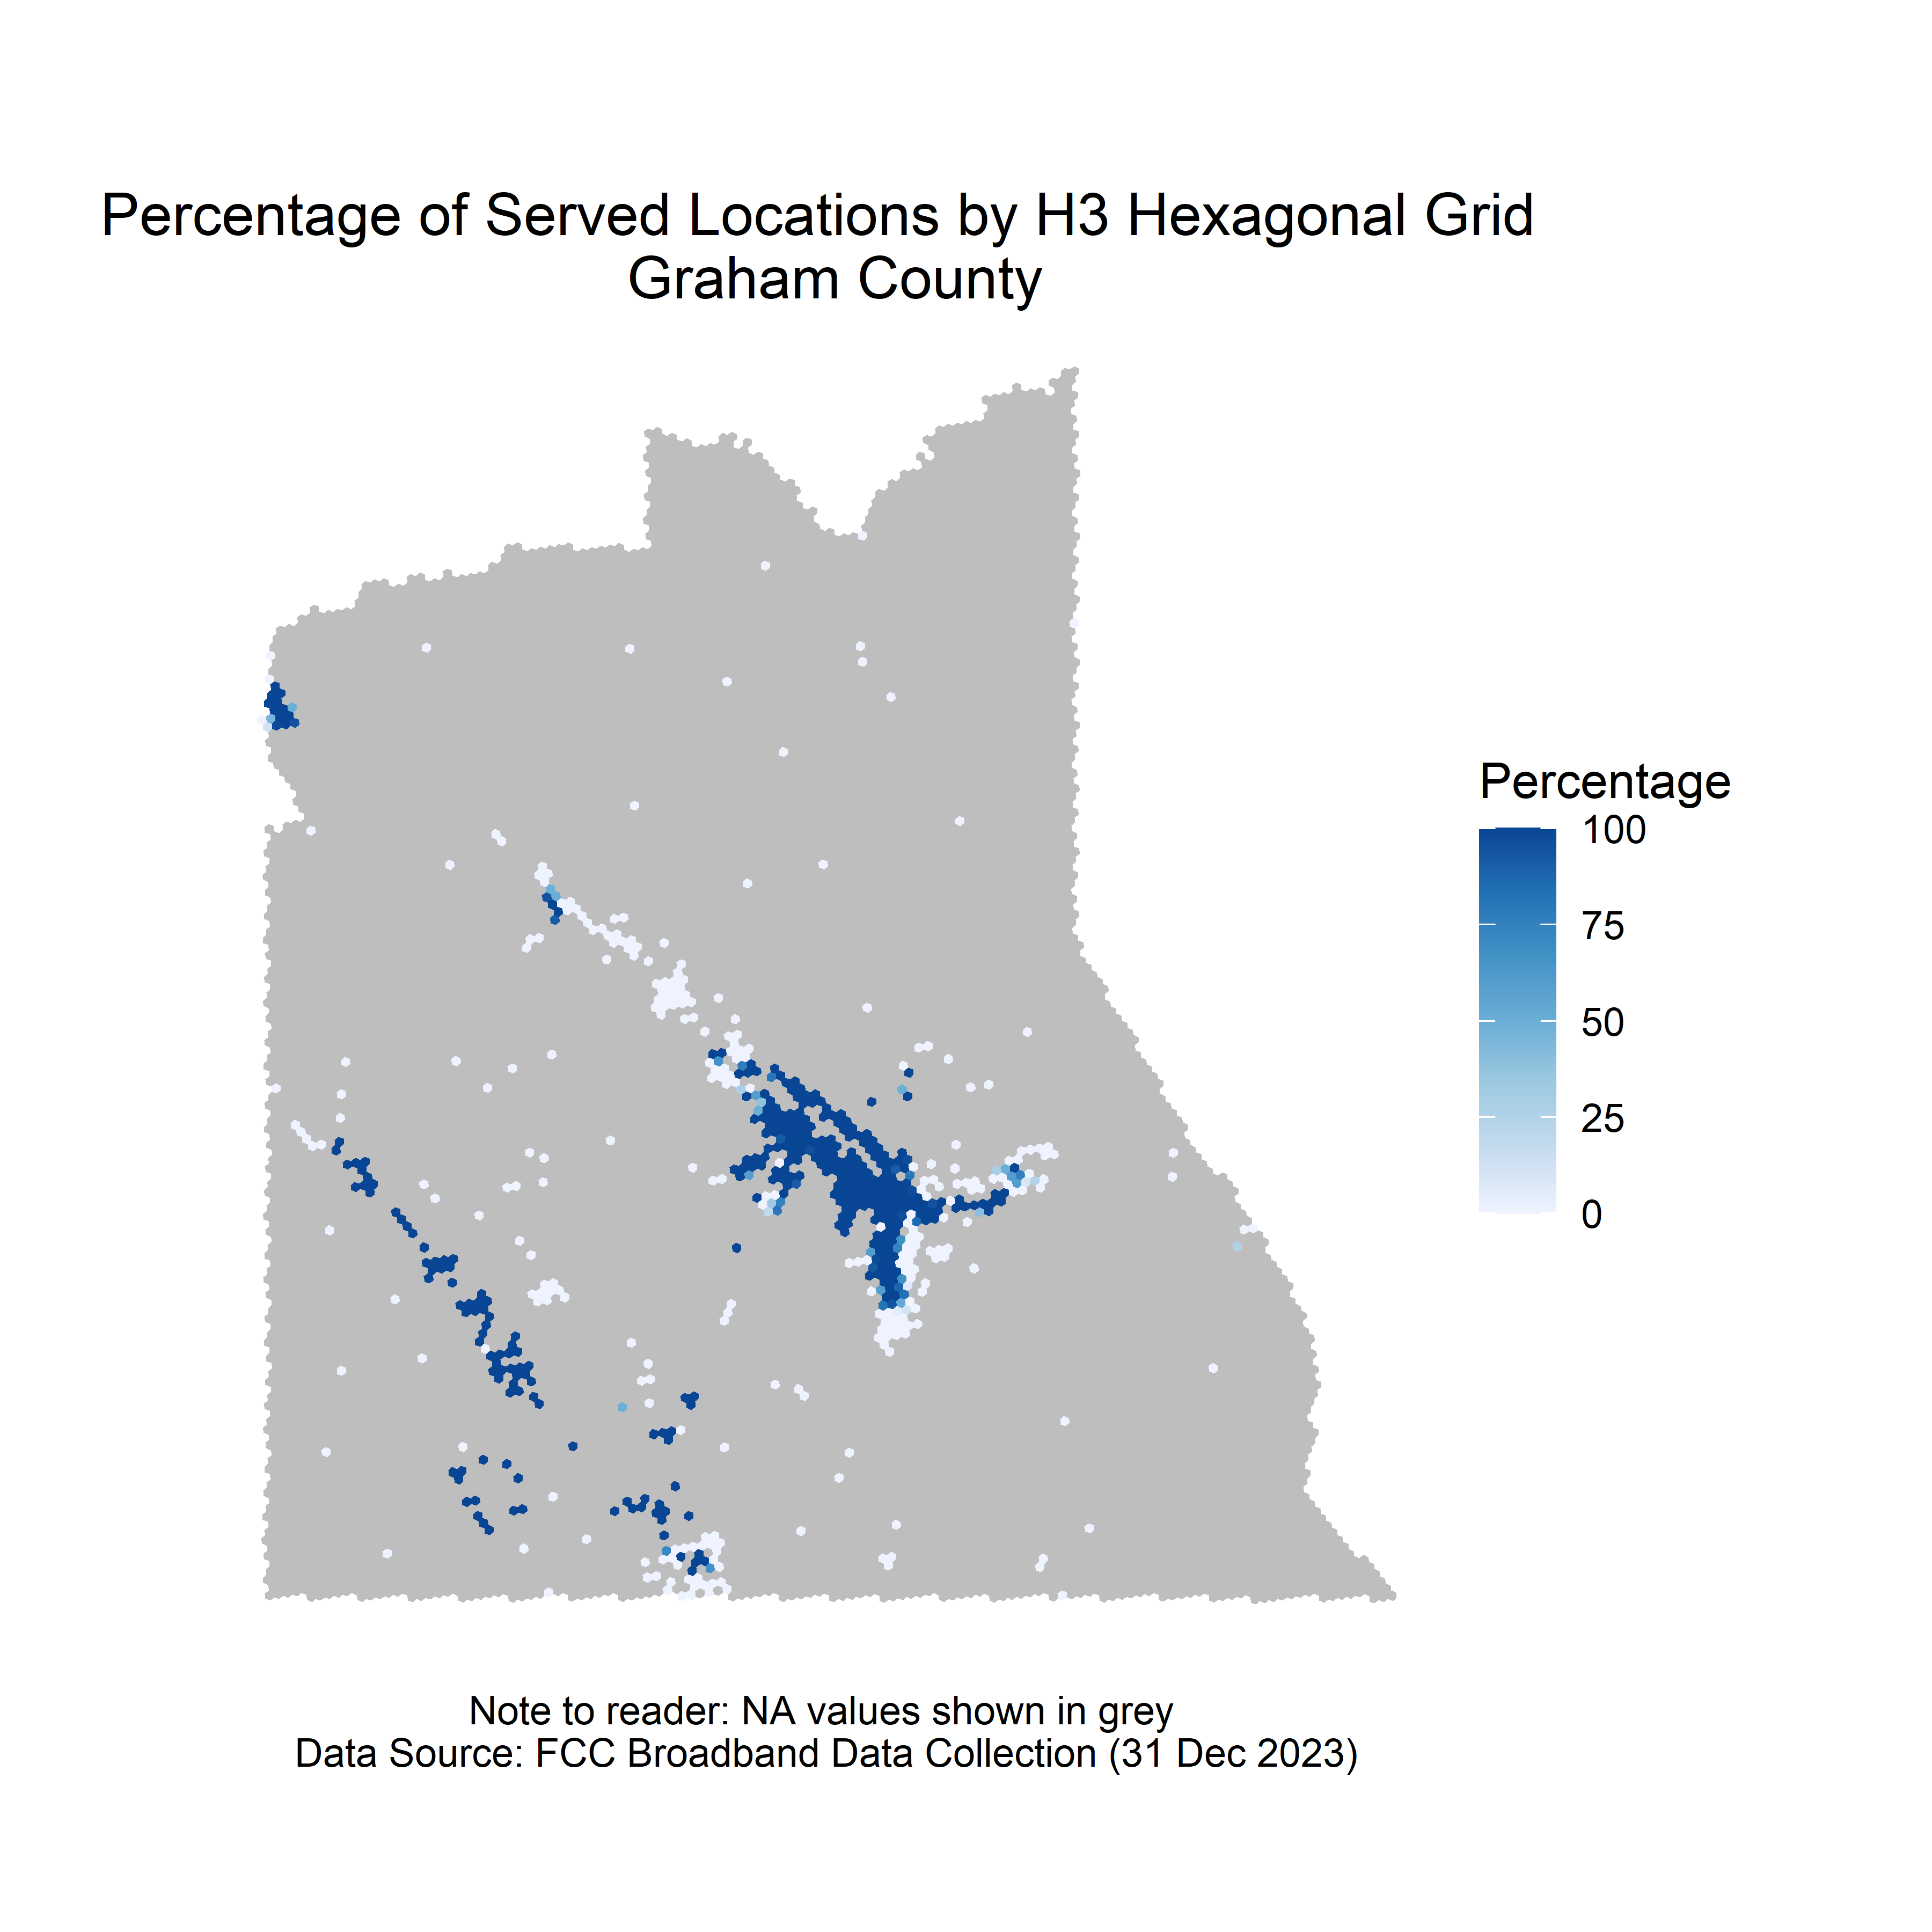 Percentage of Served Locations by H3 Hexagonal Grid
Graham County
Percentage
100
75
50
25
0
Note to reader: NA values shown in grey
Data Source: FCC Broadband Data Collection (31 Dec 2023)